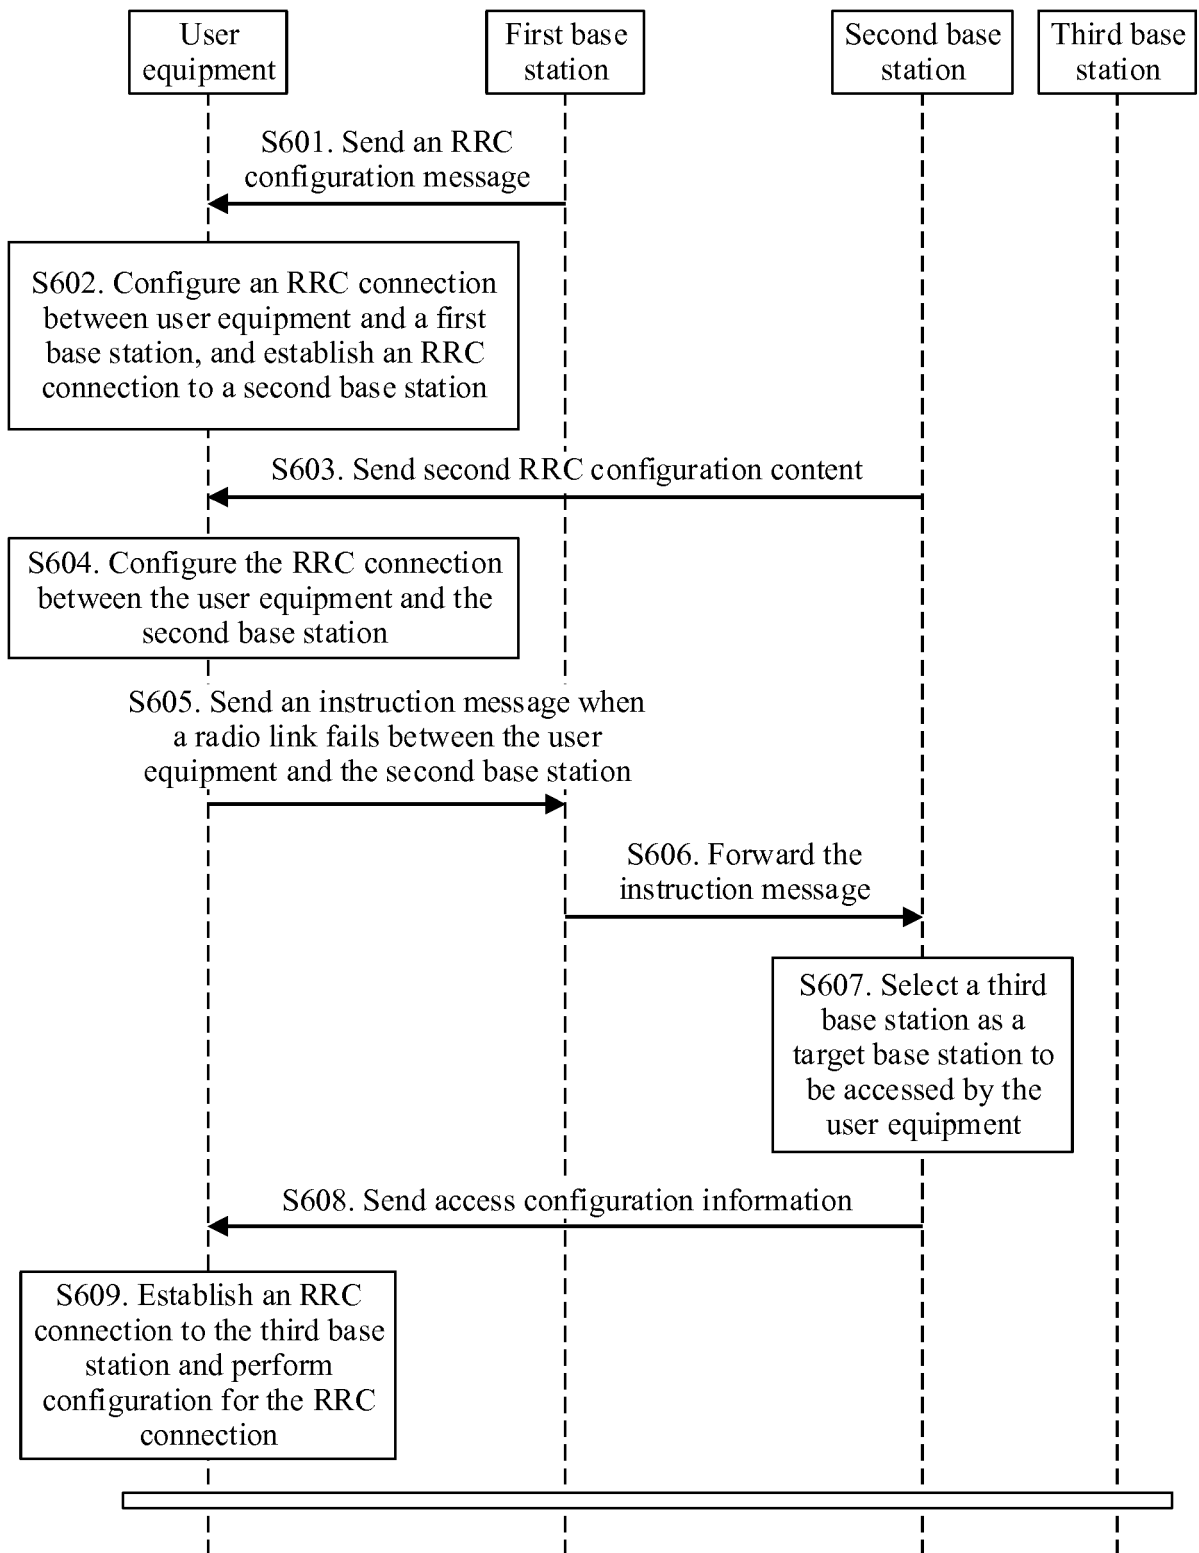 User
equipment
First base
station
Second base
station
Third base
station
S601. Send an RRC
configuration message
S602. Configure an RRC connection
between user equipment and a first
base station, and establish an RRC
connection to a second base station
S603. Send second RRC configuration content
S604. Configure the RRC connection
between the user equipment and the
second base station
S605. Send an instruction message when
a radio link fails between the user
equipment and the second base station
S606. Forward the
instruction message
S607. Select a third
base station as a
target base station to
be accessed by the
user equipment
S608. Send access configuration information
S609. Establish an RRC
connection to the third base
station and perform
configuration for the RRC
connection